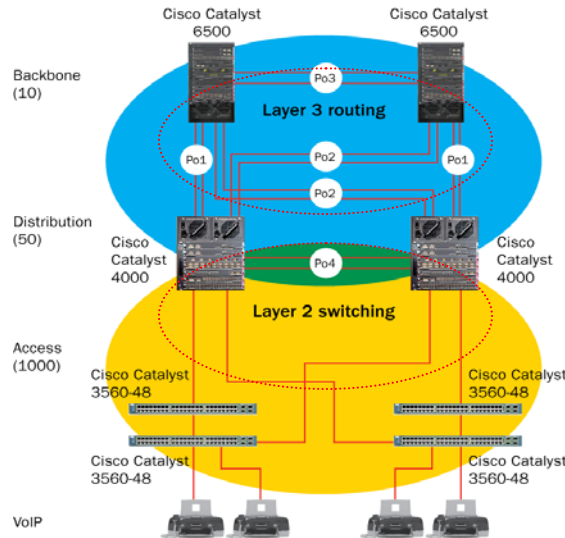 Cisco Catalyst
6500
Cisco Catalyst
6500
Backbone
(10)
Po3
Layer 3 routing
Po1
Po2
Po1
Po2
Distribution
(50)
Cisco
Catalyst
4000
Cisco
Catalyst
4000
Po4
Layer 2 switching
Access
(1000)
Cisco Catalyst
3560-48
Cisco Catalyst
3560-48
Cisco Catalyst
3560-48
Cisco Catalyst
3560-48
VoIP